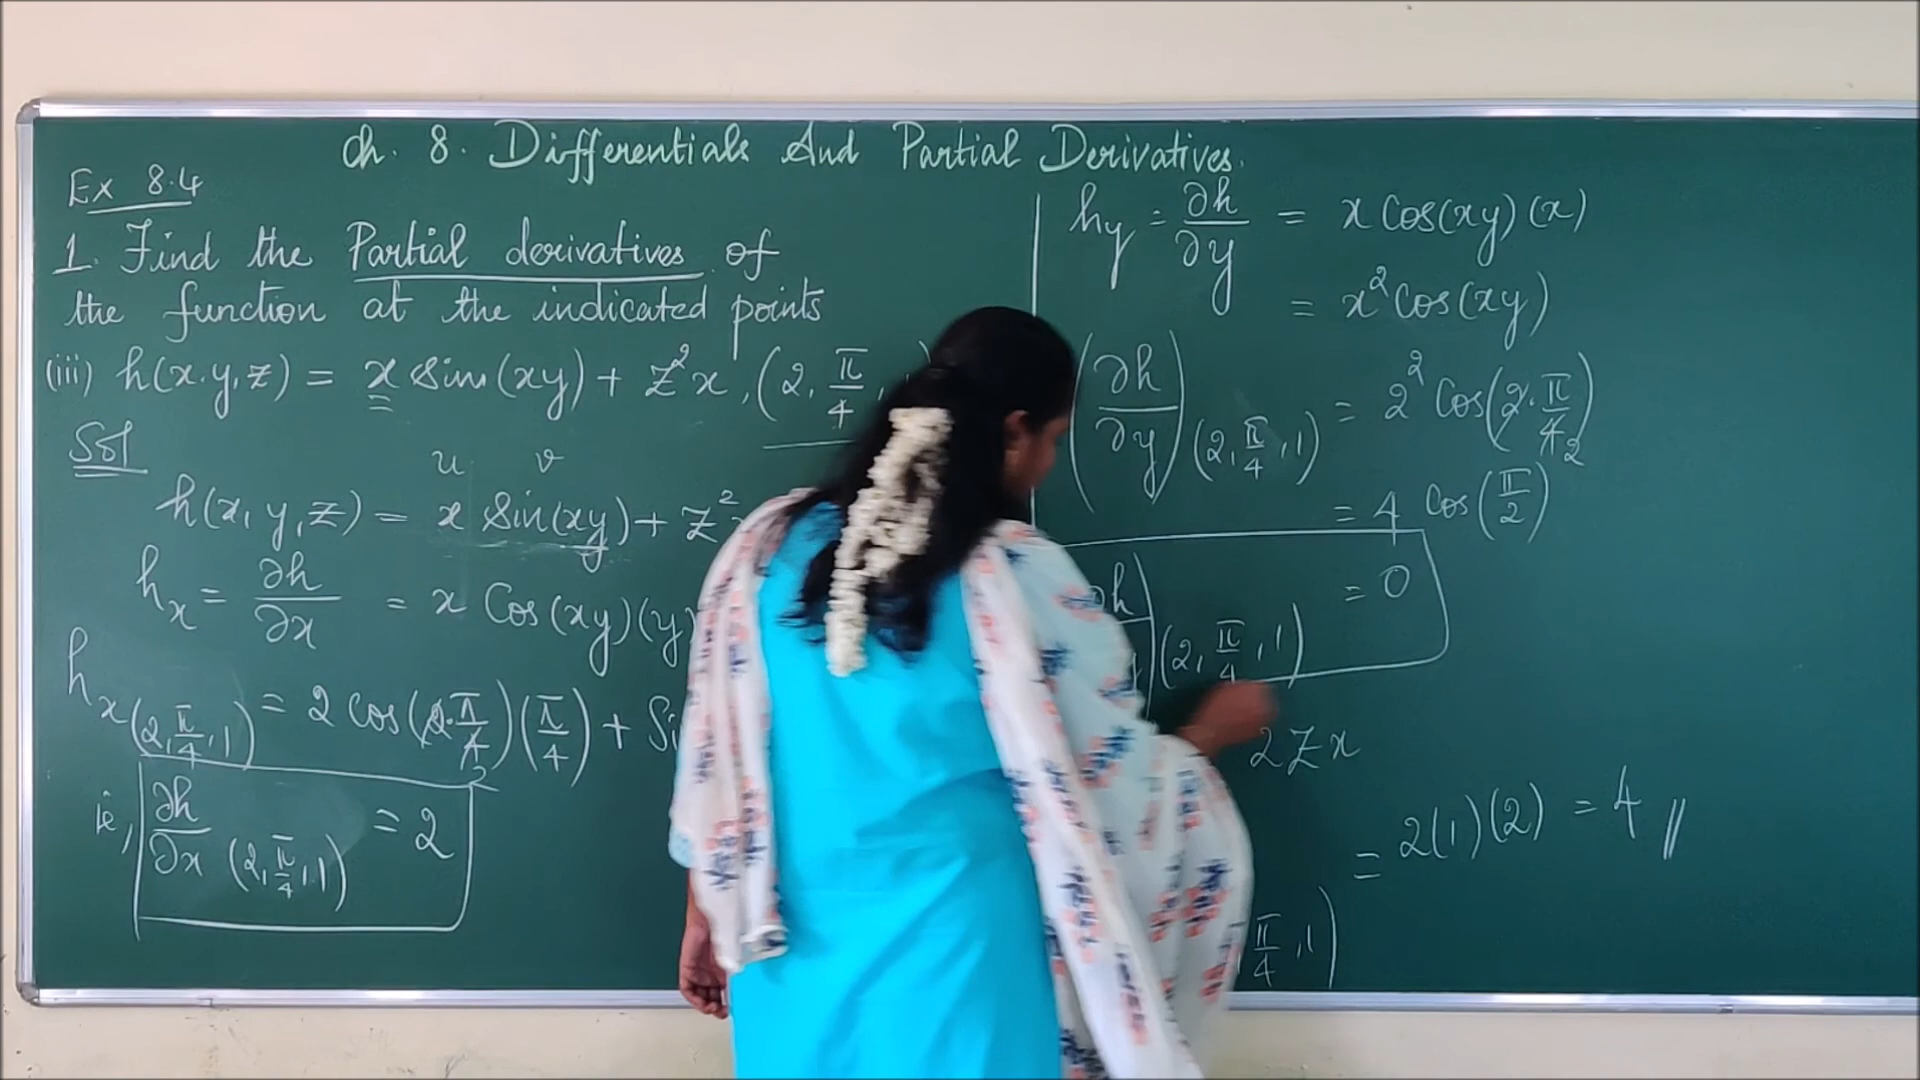 Ch. 8. Differentials And Partial Derivatives.
Ex 8.4
1. Find the Partial derivatives of
the function at the indicated points
(iii) h(x.y,z) = x sin(xy) + z²x, (2, π/4,
Sol
u v
h(x,y,z) = x sin(xy) + z²
hx = ∂h/∂x = x Cos(xy)(y)
hx(2,π/4,1) = 2 cos(2·π/4)(π/4) +
2
ie, ∂h/∂x (2,π/4,1) = 2
hy = ∂h/∂y = x Cos(xy)(x)
= x² cos(xy)
(∂h/∂y)(2,π/4,1) = 2² Cos(2·π/4)
2
= 4 cos(π/2)
∂h (2,π/4,1) = 0
2zx
π/4,1) = 2(1)(2) = 4 //